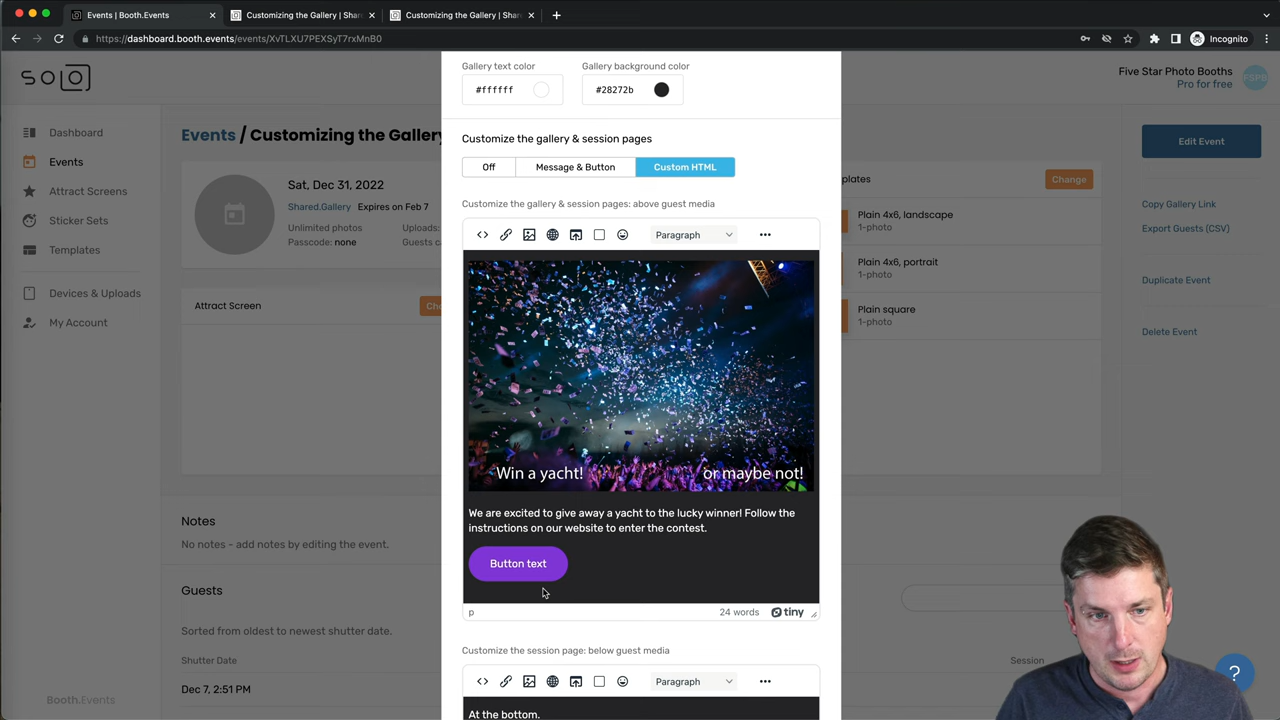 Events | Booth.Events
Customizing the Gallery | Shar
Customizing the Gallery | Shar
https://dashboard.booth.events/events/XvTLXU7PEXSyT7rxMnB0
Incognito
SOLO
Five Star Photo Booths
Pro for free
FSPB
Dashboard
Events
Attract Screens
Sticker Sets
Templates
Devices & Uploads
My Account
Booth.Events
Events / Customizing the Gallery
Sat, Dec 31, 2022
Shared.Gallery Expires on Feb 7
Unlimited photos
Uploads:
Passcode: none
Guests c
Attract Screen
Cho
Notes
No notes - add notes by editing the event.
Guests
Sorted from oldest to newest shutter date.
Shutter Date
Session
Dec 7, 2:51 PM
Gallery text color
Gallery background color
#ffffff
#28272b
Customize the gallery & session pages
Off
Message & Button
Custom HTML
Customize the gallery & session pages: above guest media
Paragraph
Win a yacht!
or maybe not!
We are excited to give away a yacht to the lucky winner! Follow the
instructions on our website to enter the contest.
Button text
p
24 words
tiny
Customize the session page: below guest media
Paragraph
At the bottom.
plates
Change
Plain 4x6, landscape
1-photo
Plain 4x6, portrait
1-photo
Plain square
1-photo
Edit Event
Copy Gallery Link
Export Guests (CSV)
Duplicate Event
Delete Event
?